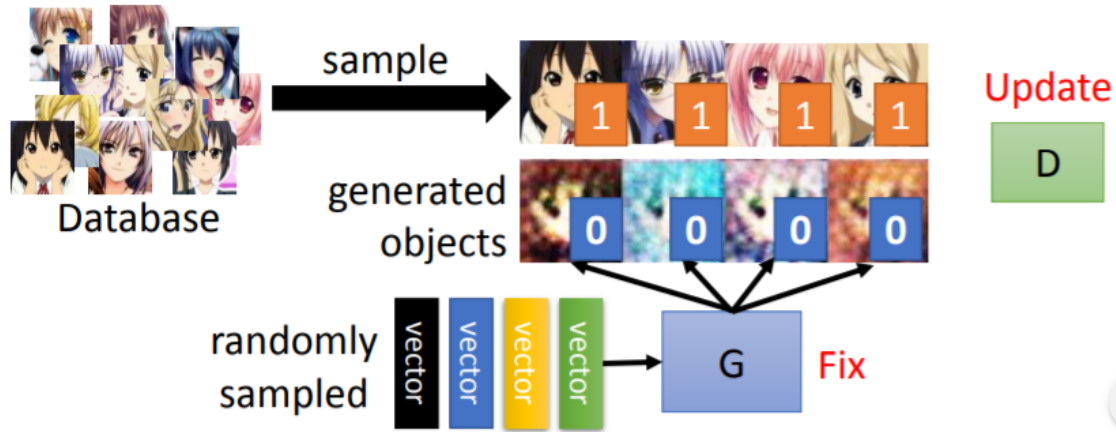 sample
1 1 1 1
Update
D
Database
generated
objects
0 0 0 0
randomly
sampled
vector vector vector vector
G
Fix